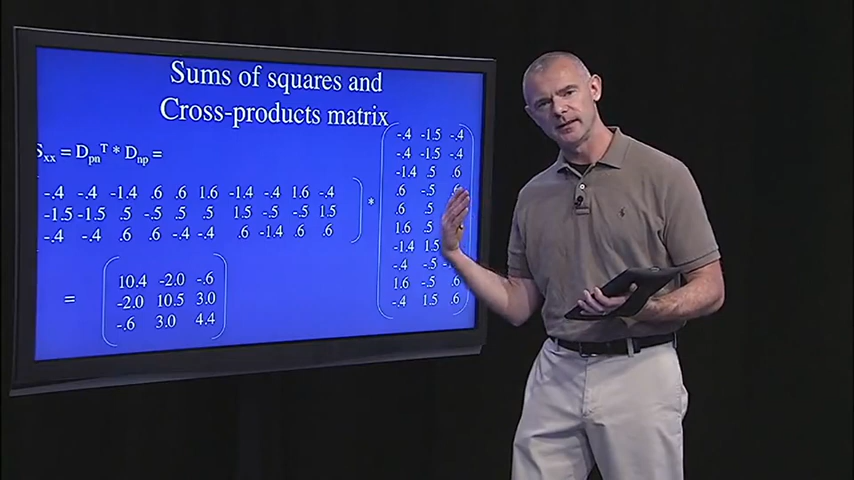 Sums of squares and
Cross-products matrix
S_xx = D_pn^T * D_np =
-.4 -.4 -1.4 .6 .6 1.6 -1.4 -.4 1.6 -.4
-1.5 -1.5 .5 -.5 .5 .5 1.5 -.5 -.5 1.5
-.4 -.4 .6 .6 -.4 -.4 .6 -1.4 .6 .6
*
-.4 -1.5 -.4
-.4 -1.5 -.4
-1.4 .5 .6
.6 -.5 .6
.6 .5
1.6 .5
-1.4 1.5
-.4 -.5
1.6 -.5 .6
-.4 1.5 .6
=
10.4 -2.0 -.6
-2.0 10.5 3.0
-.6 3.0 4.4